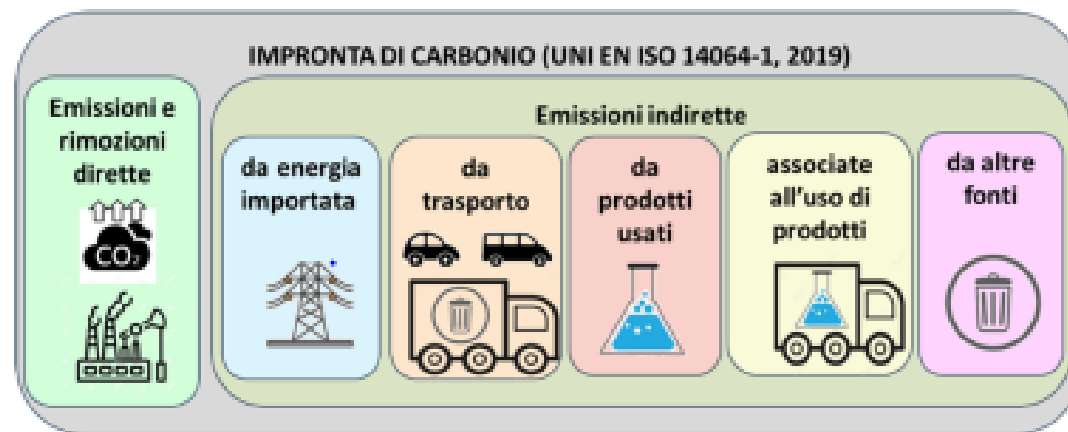 IMPRONTA DI CARBONIO (UNI EN ISO 14064-1, 2019)
Emissioni e
rimozioni
dirette
CO₂
Emissioni indirette
da energia
importata
da
trasporto
da
prodotti
usati
associate
all'uso di
prodotti
da altre
fonti